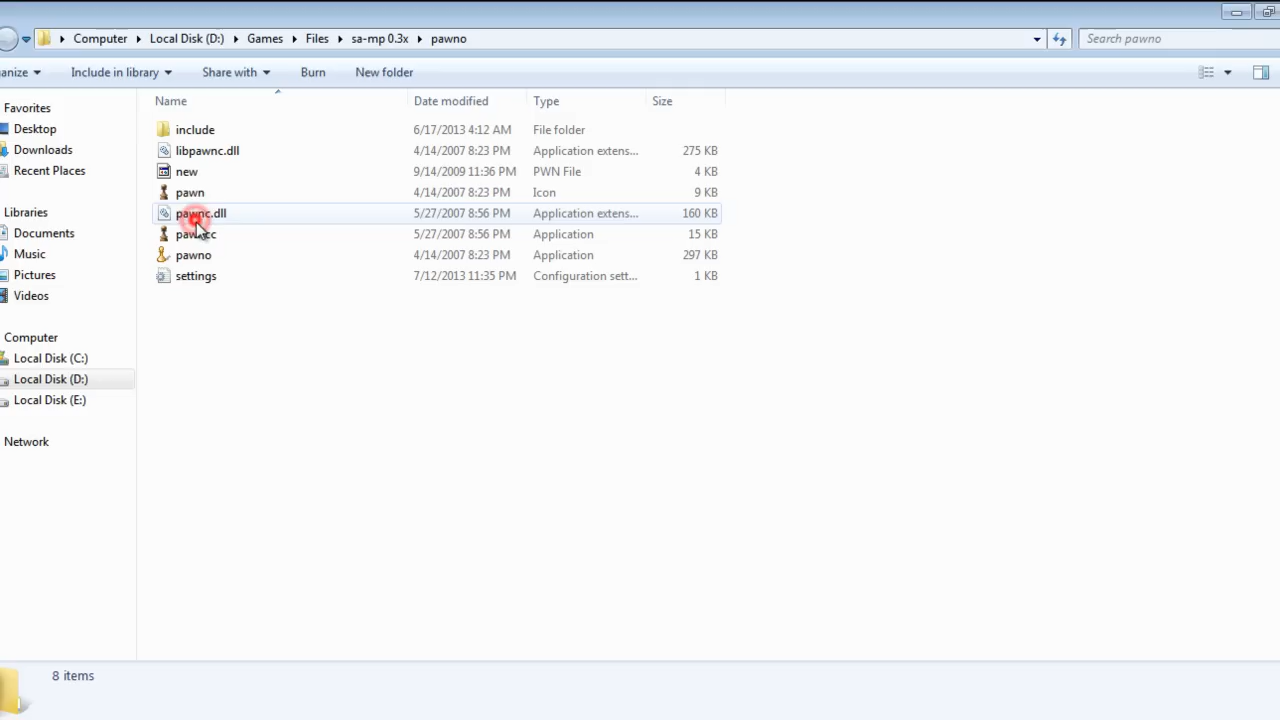 Computer Local Disk (D:) Games Files sa-mp 0.3x pawno Search pawno
anize Include in library Share with Burn New folder
Name Date modified Type Size
Favorites
Desktop
Downloads
Recent Places
Libraries
Documents
Music
Pictures
Videos
Computer
Local Disk (C:)
Local Disk (D:)
Local Disk (E:)
Network
include 6/17/2013 4:12 AM File folder
libpawnc.dll 4/14/2007 8:23 PM Application extens... 275 KB
new 9/14/2009 11:36 PM PWN File 4 KB
pawn 4/14/2007 8:23 PM Icon 9 KB
pawnc.dll 5/27/2007 8:56 PM Application extens... 160 KB
pawncc 5/27/2007 8:56 PM Application 15 KB
pawno 4/14/2007 8:23 PM Application 297 KB
settings 7/12/2013 11:35 PM Configuration sett... 1 KB
8 items